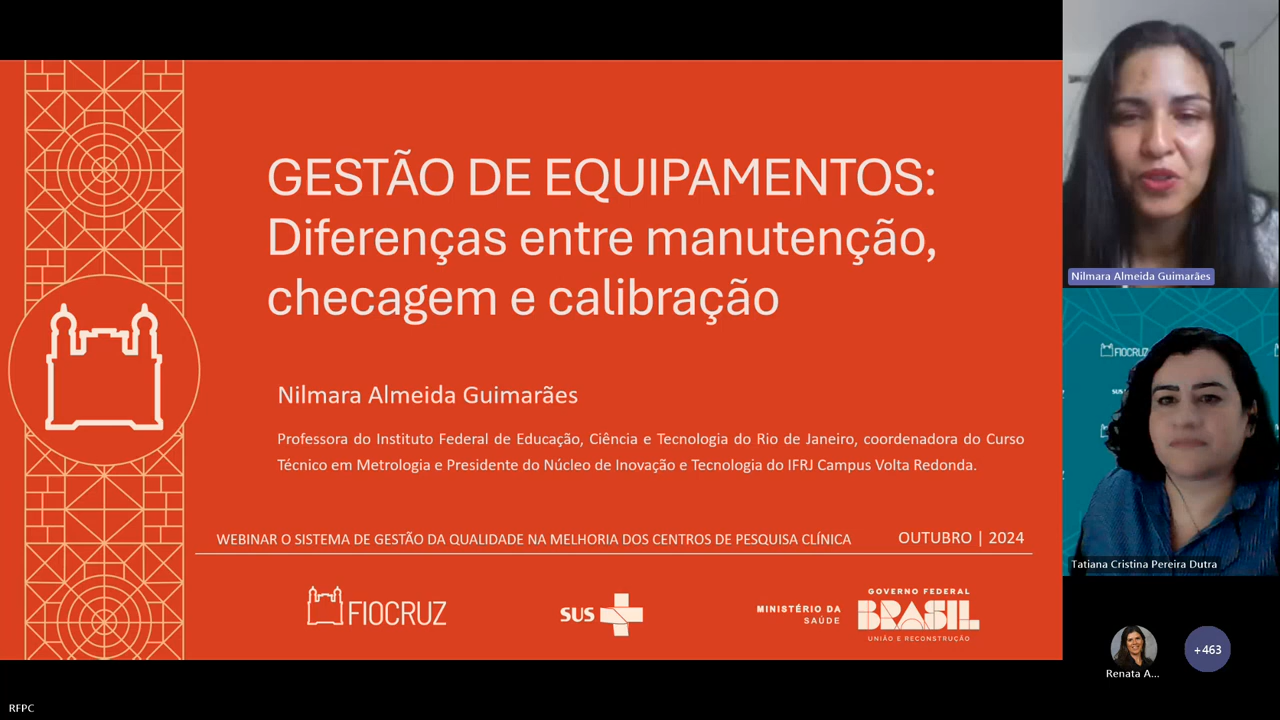 GESTÃO DE EQUIPAMENTOS:
Diferenças entre manutenção,
checagem e calibração
Nilmara Almeida Guimarães
Professora do Instituto Federal de Educação, Ciência e Tecnologia do Rio de Janeiro, coordenadora do Curso
Técnico em Metrologia e Presidente do Núcleo de Inovação e Tecnologia do IFRJ Campus Volta Redonda.
WEBINAR O SISTEMA DE GESTÃO DA QUALIDADE NA MELHORIA DOS CENTROS DE PESQUISA CLÍNICA
OUTUBRO | 2024
FIOCRUZ
SUS
MINISTÉRIO DA
SAÚDE
GOVERNO FEDERAL
BRASIL
UNIÃO E RECONSTRUÇÃO
Nilmara Almeida Guimarães
FIOCRUZ
Tatiana Cristina Pereira Dutra
Renata A...
+463
RFPC